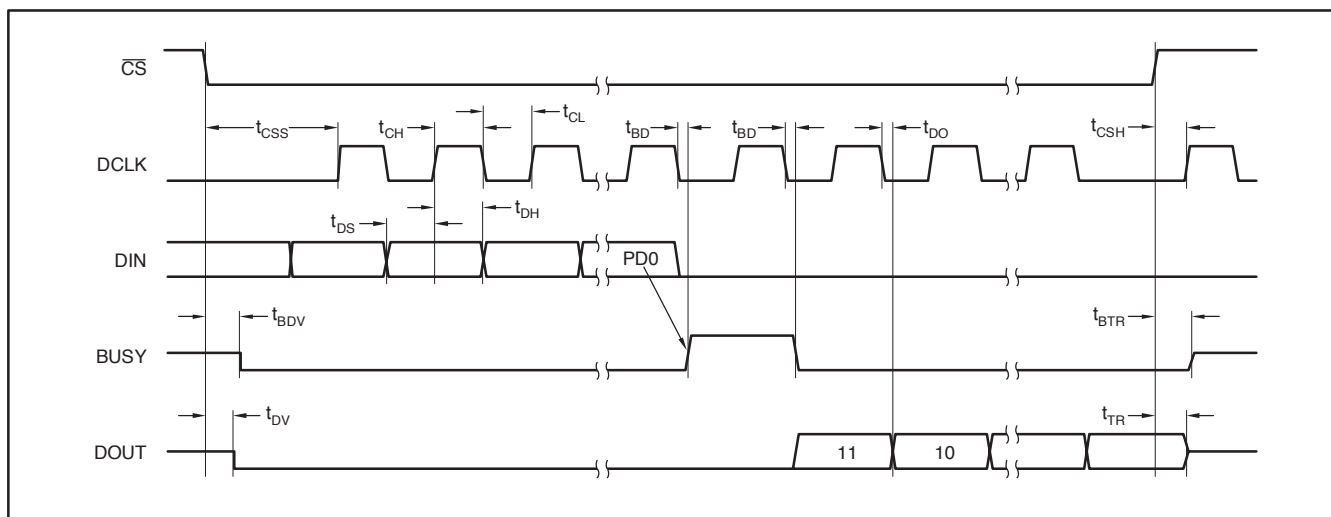 CS
tCSS
tCH
tCL
tBD
tBD
tDO
tCSH
DCLK
tDS
tDH
DIN
PD0
tBDV
tBTR
BUSY
tDV
tTR
DOUT
11
10